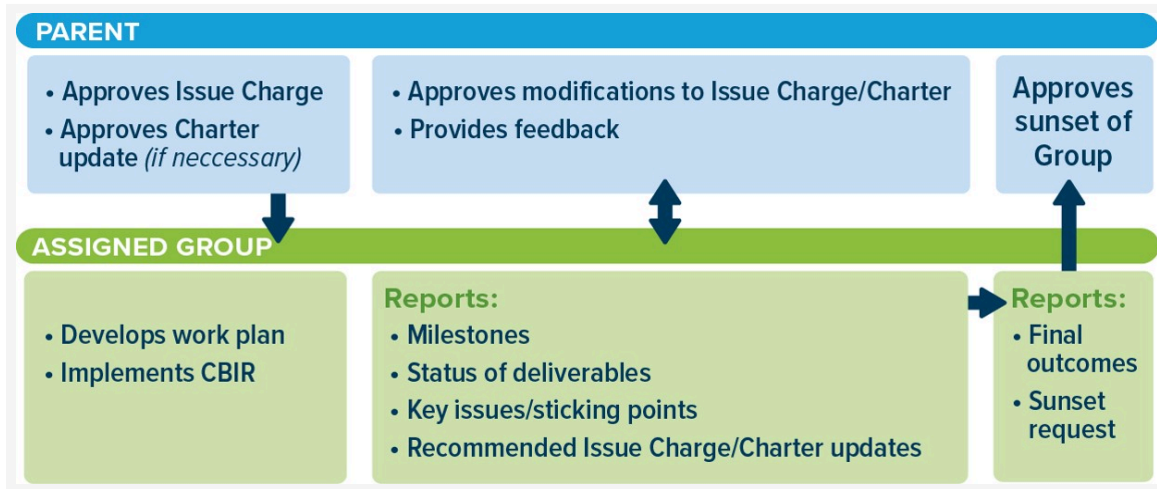 PARENT
• Approves Issue Charge
• Approves Charter
update (if neccessary)
• Approves modifications to Issue Charge/Charter
• Provides feedback
Approves
sunset of
Group
ASSIGNED GROUP
• Develops work plan
• Implements CBIR
Reports:
• Milestones
• Status of deliverables
• Key issues/sticking points
• Recommended Issue Charge/Charter updates
Reports:
• Final
outcomes
• Sunset
request